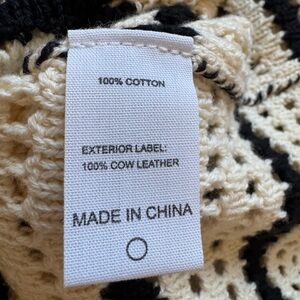 100% COTTON
EXTERIOR LABEL:
100% COW LEATHER
MADE IN CHINA